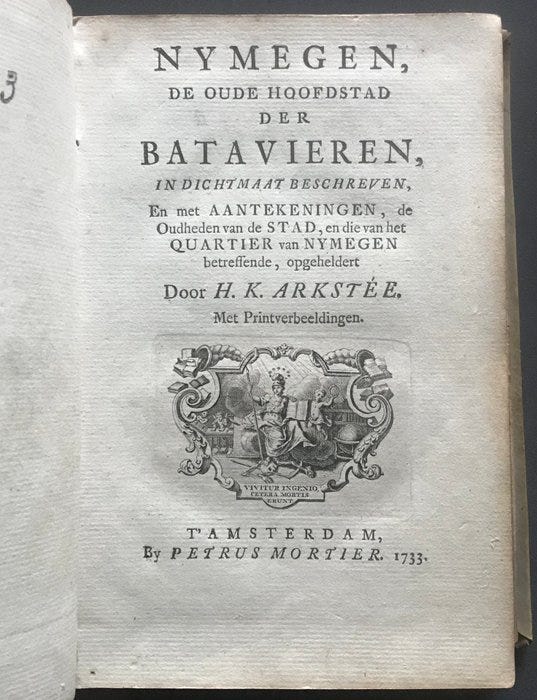 3
NYMEGEN,
DE OUDE HOOFDSTAD
DER
BATAVIEREN,
IN DICHTMAAT BESCHREVEN,
En met AANTEKENINGEN, de
Oudheden van de STAD, en die van het
QUARTIER van NYMEGEN
betreffende, opgehelderd
Door H. K. ARKSTÉE.
Met Printverbeeldingen.
VIVITUR INGENIO,
CETERA MORTIS
ERUNT.
T'AMSTERDAM,
By PETRUS MORTIER. 1733.